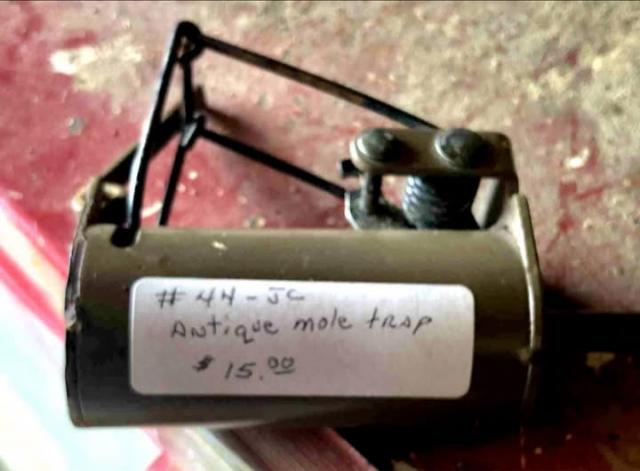 # 44 - JC
Antique mole trap
$ 15.00